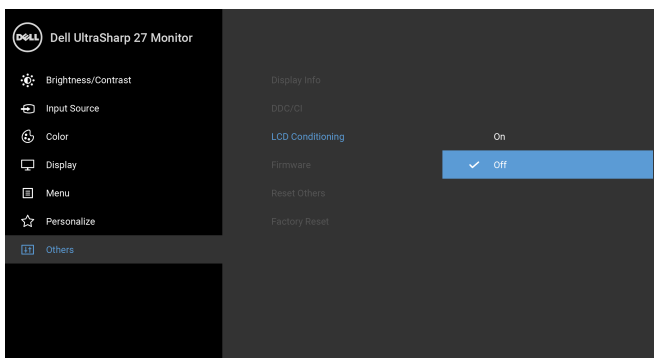 DELL Dell UltraSharp 27 Monitor
Brightness/Contrast
Display Info
Input Source
DDC/CI
Color
LCD Conditioning
On
Display
Firmware
Off
Menu
Reset Others
Personalize
Factory Reset
Others